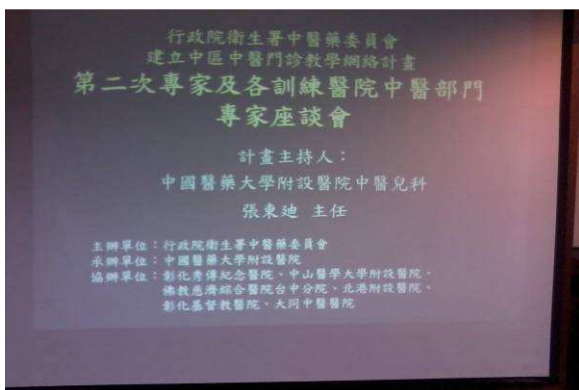 行政院衛生署中醫藥委員會
建立中區中醫門診教學網絡計畫
第二次專家及各訓練醫院中醫部門
專家座談會
計畫主持人：
中國醫藥大學附設醫院中醫兒科
張東迪 主任
主辦單位：行政院衛生署中醫藥委員會
承辦單位：中國醫藥大學附設醫院
協辦單位：彰化秀傳紀念醫院、中山醫學大學附設醫院、
佛教慈濟綜合醫院台中分院、北港附設醫院、
彰化基督教醫院、大同中醫醫院